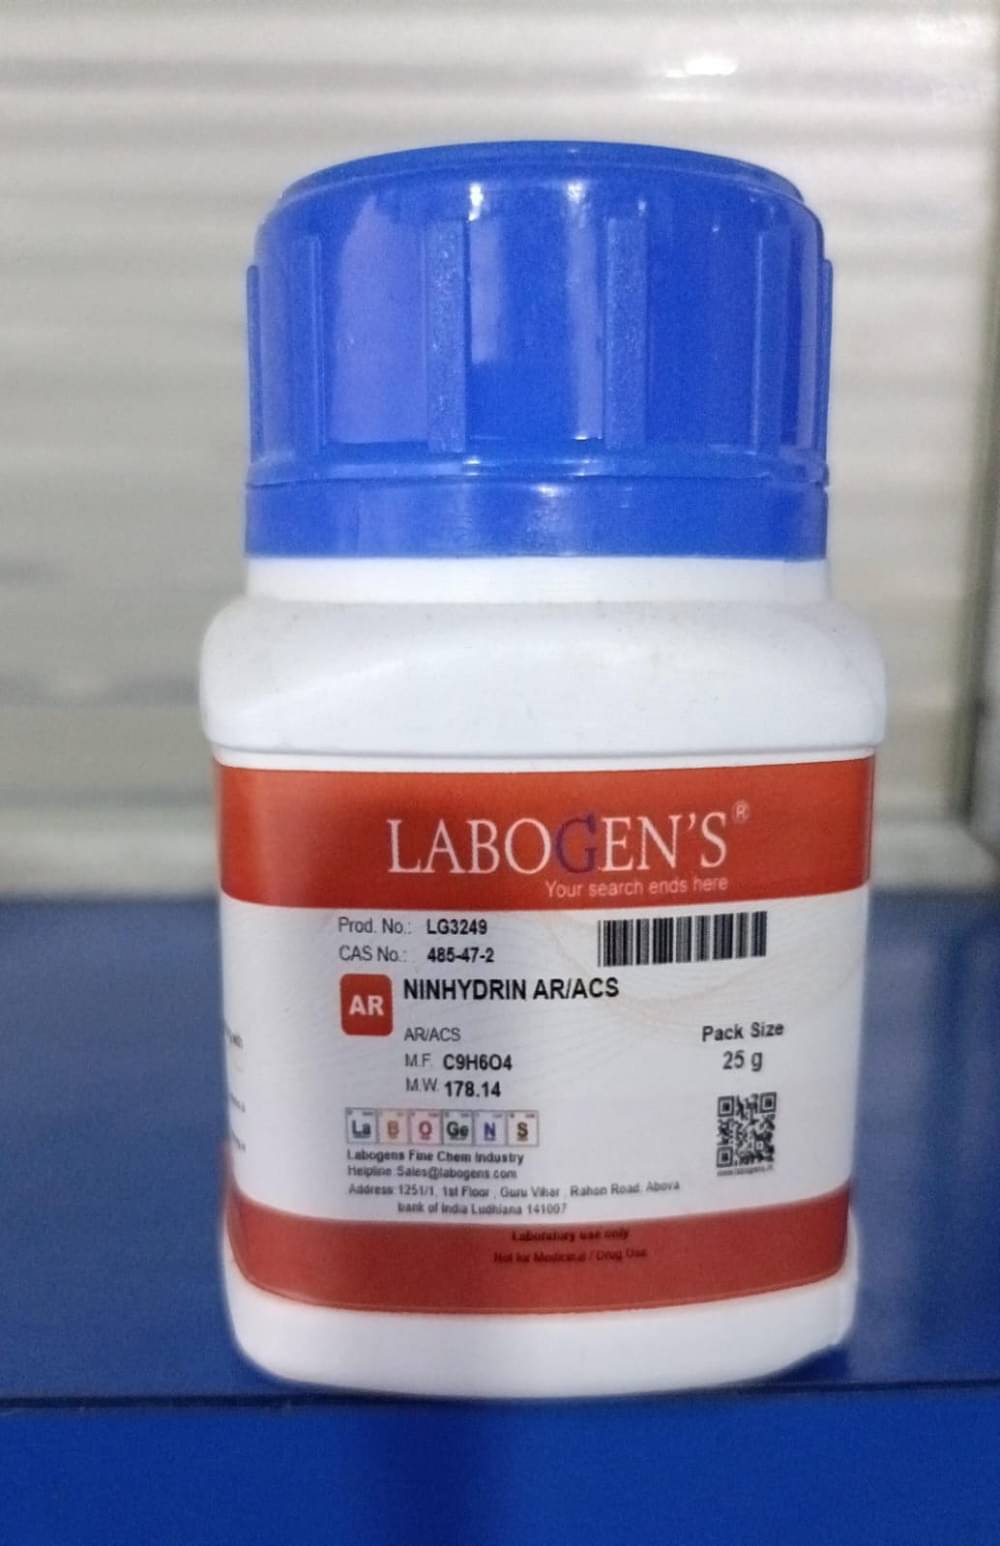 LABOGEN'S®
Your search ends here
Prod. No.: LG3249
CAS No.: 485-47-2
AR
NINHYDRIN AR/ACS
AR/ACS
Pack Size
M.F. C9H6O4
25 g
M.W. 178.14
La B O Ge N S
Labogens Fine Chem Industry
Helpline: Sales@labogens.com
Address: 1251/1, 1st Floor , Guru Vihar , Rahon Road, Abova
bank of India Ludhiana 141007
Laboratory use only
Not for Medicinal / Drug Use